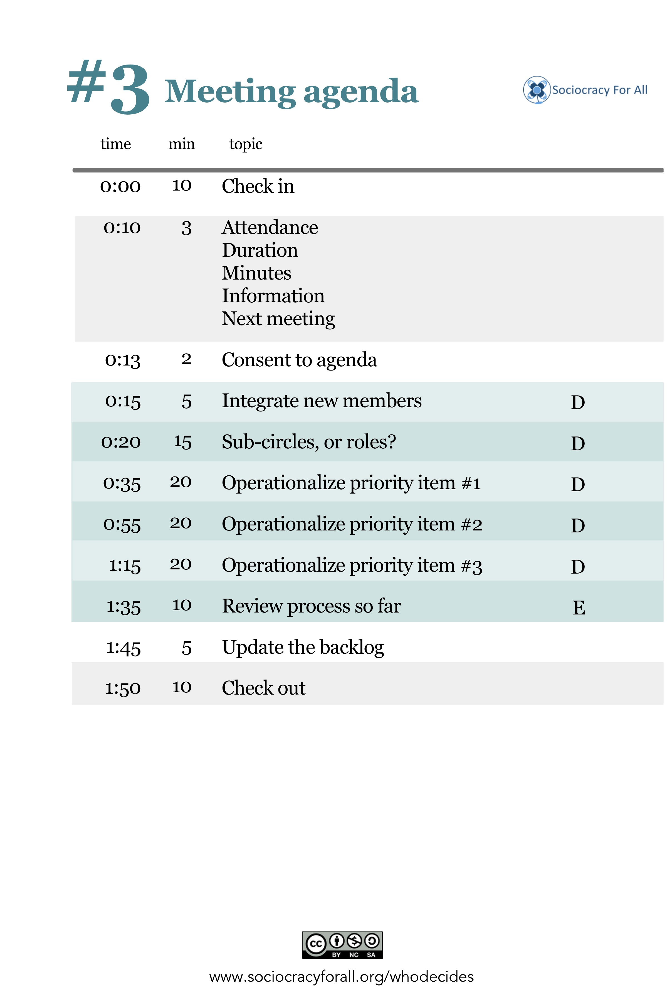 #3 Meeting agenda
Sociocracy For All
time min topic
0:00 10 Check in
0:10 3 Attendance
Duration
Minutes
Information
Next meeting
0:13 2 Consent to agenda
0:15 5 Integrate new members D
0:20 15 Sub-circles, or roles? D
0:35 20 Operationalize priority item #1 D
0:55 20 Operationalize priority item #2 D
1:15 20 Operationalize priority item #3 D
1:35 10 Review process so far E
1:45 5 Update the backlog
1:50 10 Check out
cc
BY NC SA
www.sociocracyforall.org/whodecides